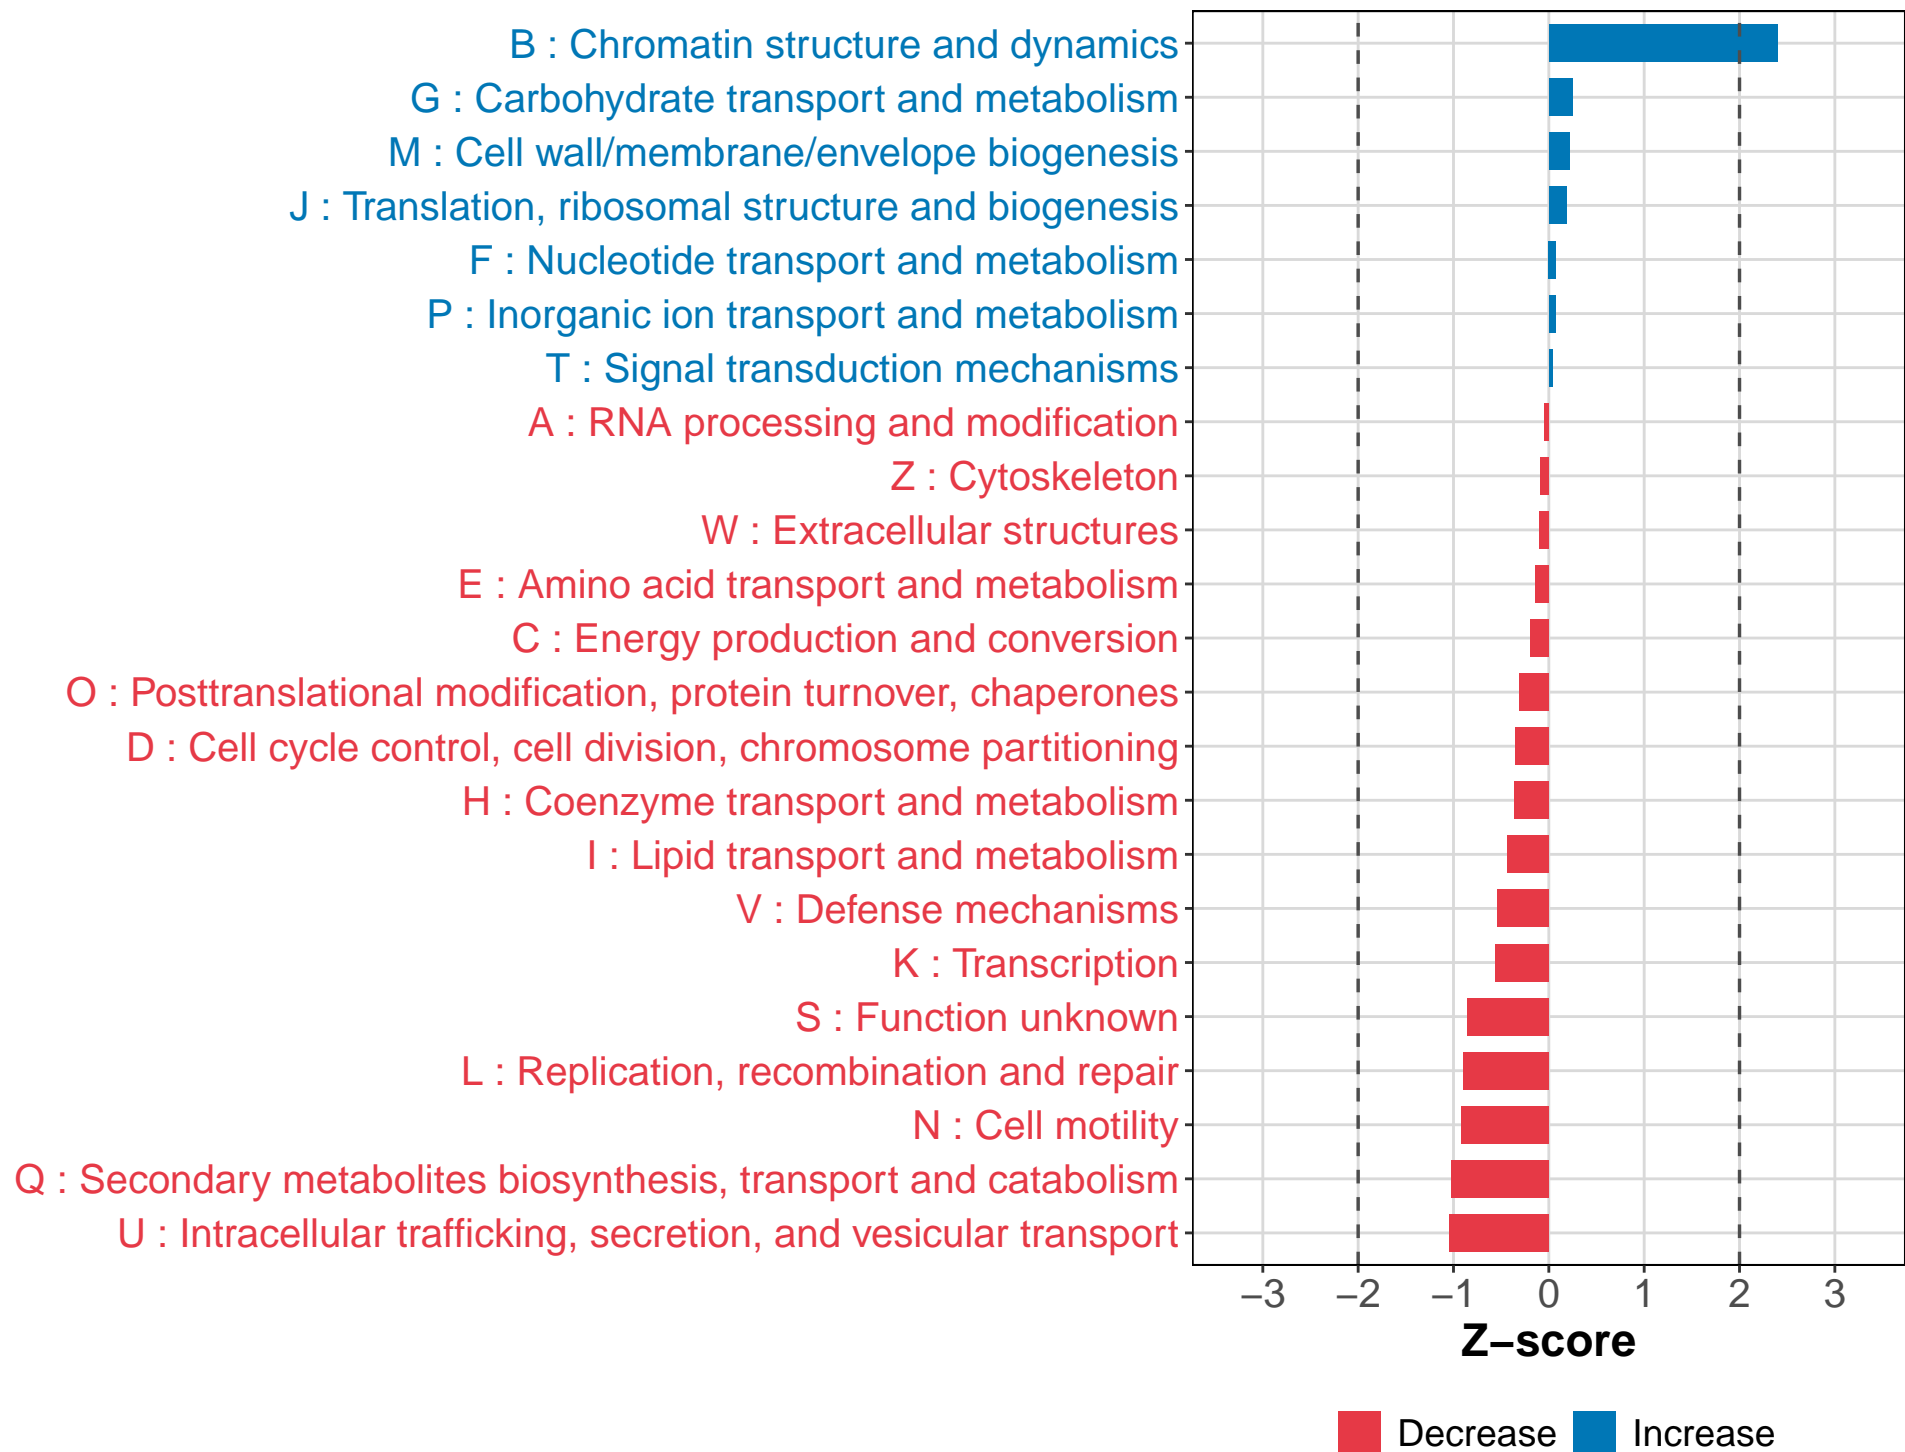 B : Chromatin structure and dynamics
G : Carbohydrate transport and metabolism
M : Cell wall/membrane/envelope biogenesis
J : Translation, ribosomal structure and biogenesis
F : Nucleotide transport and metabolism
P : Inorganic ion transport and metabolism
T : Signal transduction mechanisms
A : RNA processing and modification
Z : Cytoskeleton
W : Extracellular structures
E : Amino acid transport and metabolism
C : Energy production and conversion
O : Posttranslational modification, protein turnover, chaperones
D : Cell cycle control, cell division, chromosome partitioning
H : Coenzyme transport and metabolism
I : Lipid transport and metabolism
V : Defense mechanisms
K : Transcription
S : Function unknown
L : Replication, recombination and repair
N : Cell motility
Q : Secondary metabolites biosynthesis, transport and catabolism
U : Intracellular trafficking, secretion, and vesicular transport
−3 −2 −1 0 1 2 3
Z−score
Decrease Increase